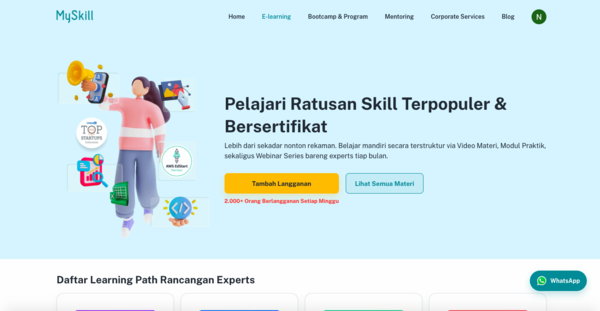 MySkill
Home
E-learning
Bootcamp & Program
Mentoring
Corporate Services
Blog
N
Pelajari Ratusan Skill Terpopuler &
Bersertifikat
Lebih dari sekadar nonton rekaman. Belajar mandiri secara terstruktur via Video Materi, Modul Praktik,
sekaligus Webinar Series bareng experts tiap bulan.
TOP
STARTUPS
AWS EdStart
Tambah Langganan
Lihat Semua Materi
2.000+ Orang Berlangganan Setiap Minggu
Daftar Learning Path Rancangan Experts
WhatsApp